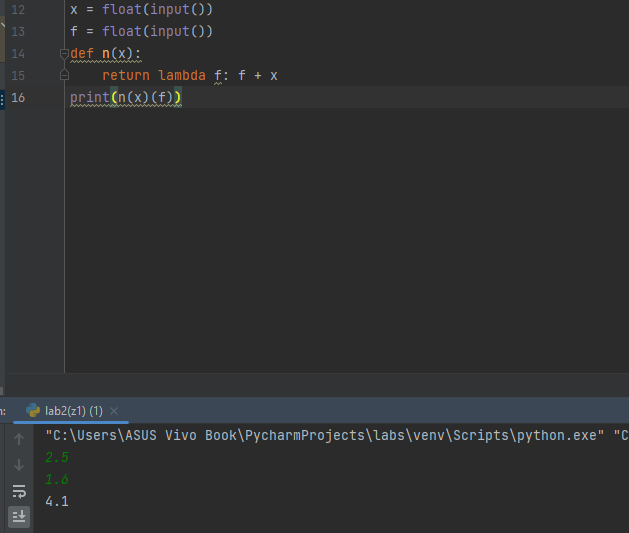 12 x = float(input())
13 f = float(input())
14 def n(x):
15     return lambda f: f + x
16 print(n(x)(f))
lab2(z1) (1) ×
"C:\Users\ASUS Vivo Book\PycharmProjects\labs\venv\Scripts\python.exe" "C
2.5
1.6
4.1